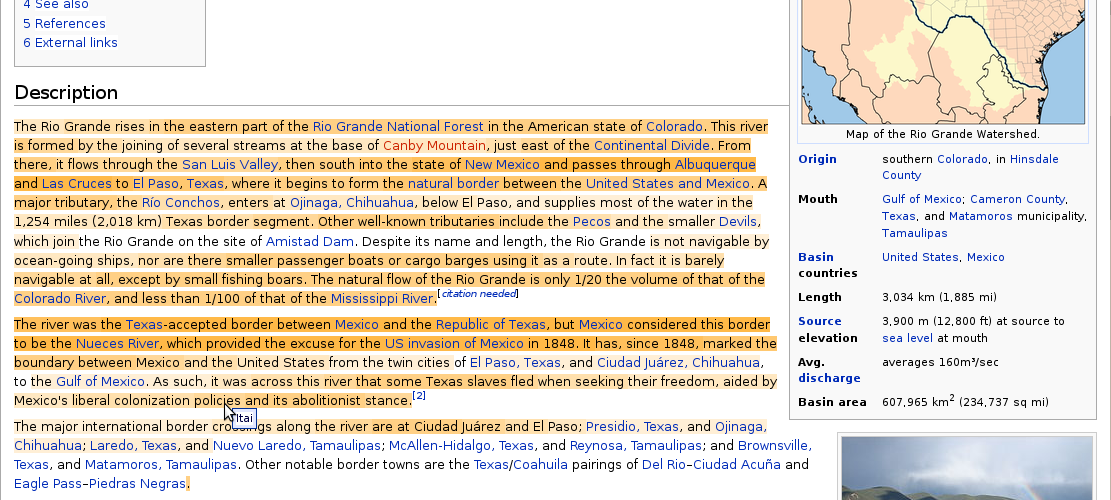 4 See also
5 References
6 External links
Description
The Rio Grande rises in the eastern part of the Rio Grande National Forest in the American state of Colorado. This river
is formed by the joining of several streams at the base of Canby Mountain, just east of the Continental Divide. From
there, it flows through the San Luis Valley, then south into the state of New Mexico and passes through Albuquerque
and Las Cruces to El Paso, Texas, where it begins to form the natural border between the United States and Mexico. A
major tributary, the Río Conchos, enters at Ojinaga, Chihuahua, below El Paso, and supplies most of the water in the
1,254 miles (2,018 km) Texas border segment. Other well-known tributaries include the Pecos and the smaller Devils,
which join the Rio Grande on the site of Amistad Dam. Despite its name and length, the Rio Grande is not navigable by
ocean-going ships, nor are there smaller passenger boats or cargo barges using it as a route. In fact it is barely
navigable at all, except by small fishing boats. The natural flow of the Rio Grande is only 1/20 the volume of that of the
Colorado River, and less than 1/100 of that of the Mississippi River.[citation needed]
The river was the Texas-accepted border between Mexico and the Republic of Texas, but Mexico considered this border
to be the Nueces River, which provided the excuse for the US invasion of Mexico in 1848. It has, since 1848, marked the
boundary between Mexico and the United States from the twin cities of El Paso, Texas, and Ciudad Juárez, Chihuahua,
to the Gulf of Mexico. As such, it was across this river that some Texas slaves fled when seeking their freedom, aided by
Mexico's liberal colonization policies and its abolitionist stance.[2]
Itai
The major international border crossings along the river are at Ciudad Juárez and El Paso; Presidio, Texas, and Ojinaga,
Chihuahua; Laredo, Texas, and Nuevo Laredo, Tamaulipas; McAllen-Hidalgo, Texas, and Reynosa, Tamaulipas; and Brownsville,
Texas, and Matamoros, Tamaulipas. Other notable border towns are the Texas/Coahuila pairings of Del Rio–Ciudad Acuña and
Eagle Pass–Piedras Negras.
Map of the Rio Grande Watershed.
Origin southern Colorado, in Hinsdale
County
Mouth Gulf of Mexico; Cameron County,
Texas, and Matamoros municipality,
Tamaulipas
Basin United States, Mexico
countries
Length 3,034 km (1,885 mi)
Source 3,900 m (12,800 ft) at source to
elevation sea level at mouth
Avg. averages 160m³/sec
discharge
Basin area 607,965 km2 (234,737 sq mi)